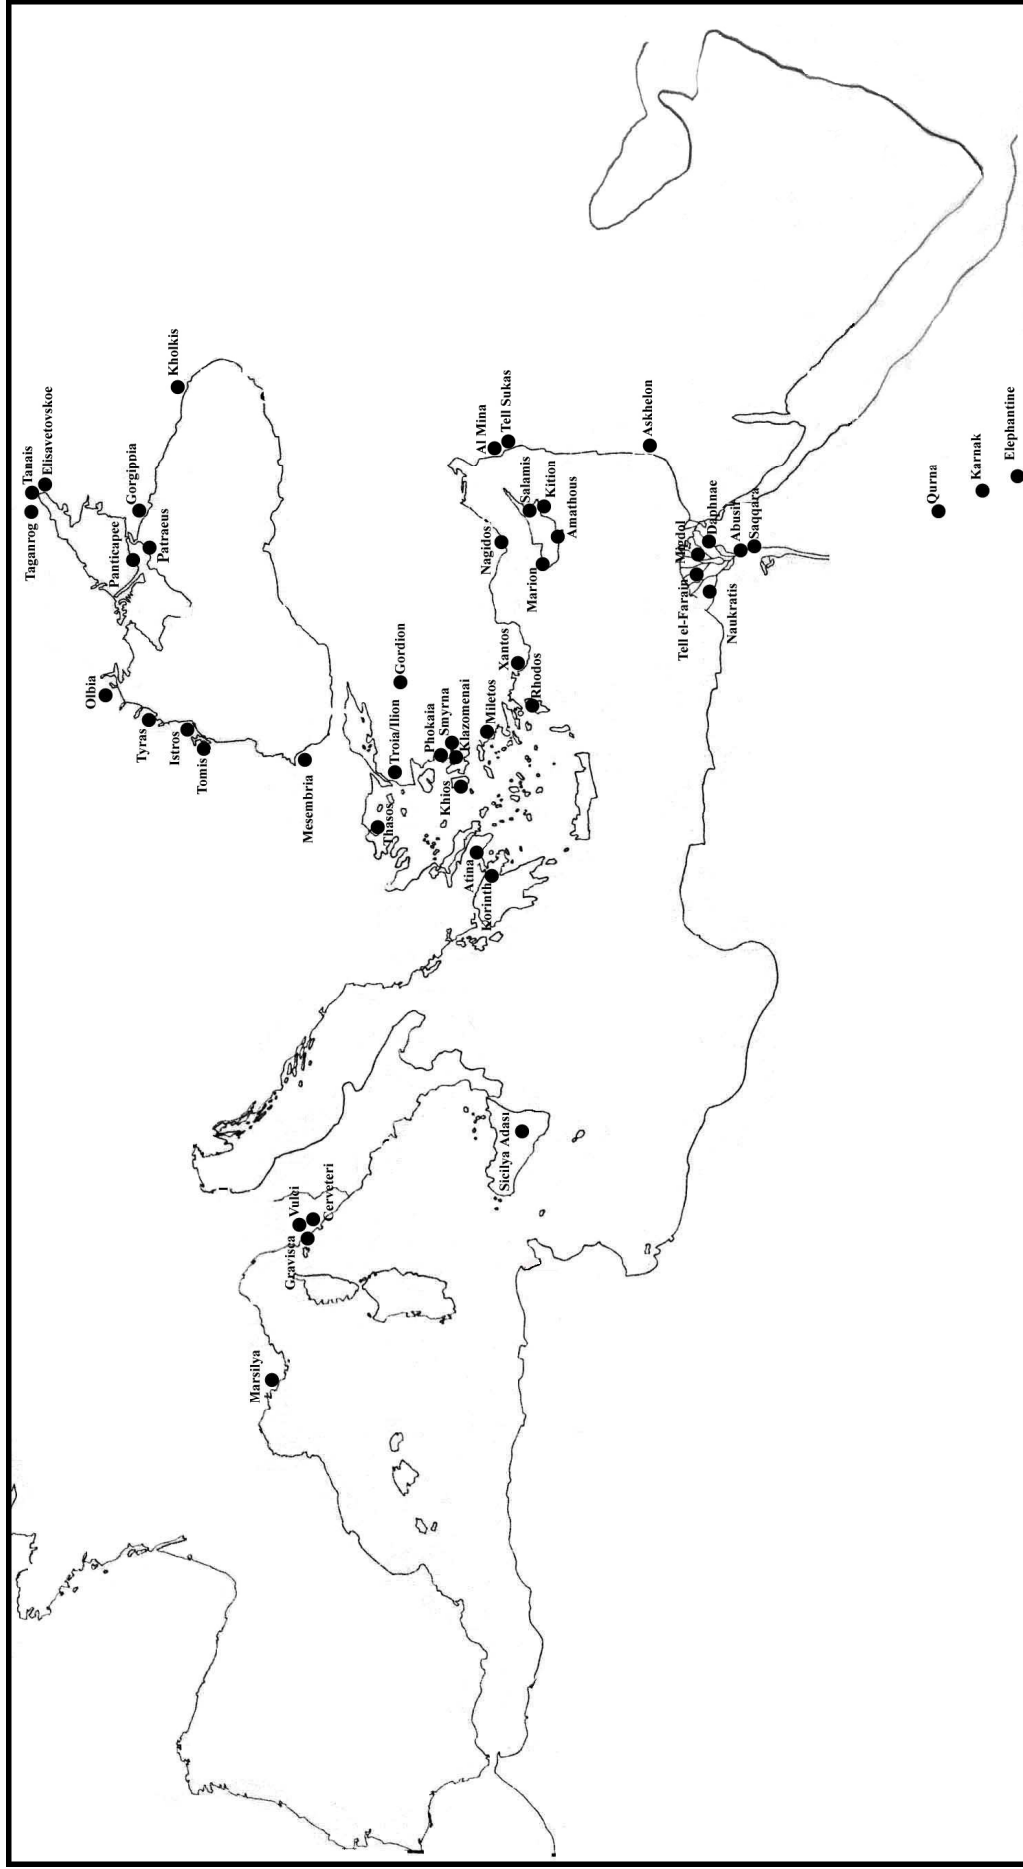 Taganrog
Tanais
Elisavetovskoe
Panticapee
Gorgippia
Patraeus
Kholkis
Olbia
Tyras
Istros
Tomis
Mesembria
Gordion
Troia/Ilion
Thasos
Phokaia
Smyrna
Klazomenai
Khios
Miletos
Atina
Korinth
Xantos
Rhodos
Nagidos
Al Mina
Tell Sukas
Salamis
Kition
Amathous
Marion
Askhelon
Tell el-Farain
Migdol
Daphnae
Abusir
Saqqara
Naukratis
Qurna
Karnak
Elephantine
Marsilya
Gravisca
Vulci
Cerveteri
Sicilya Adası